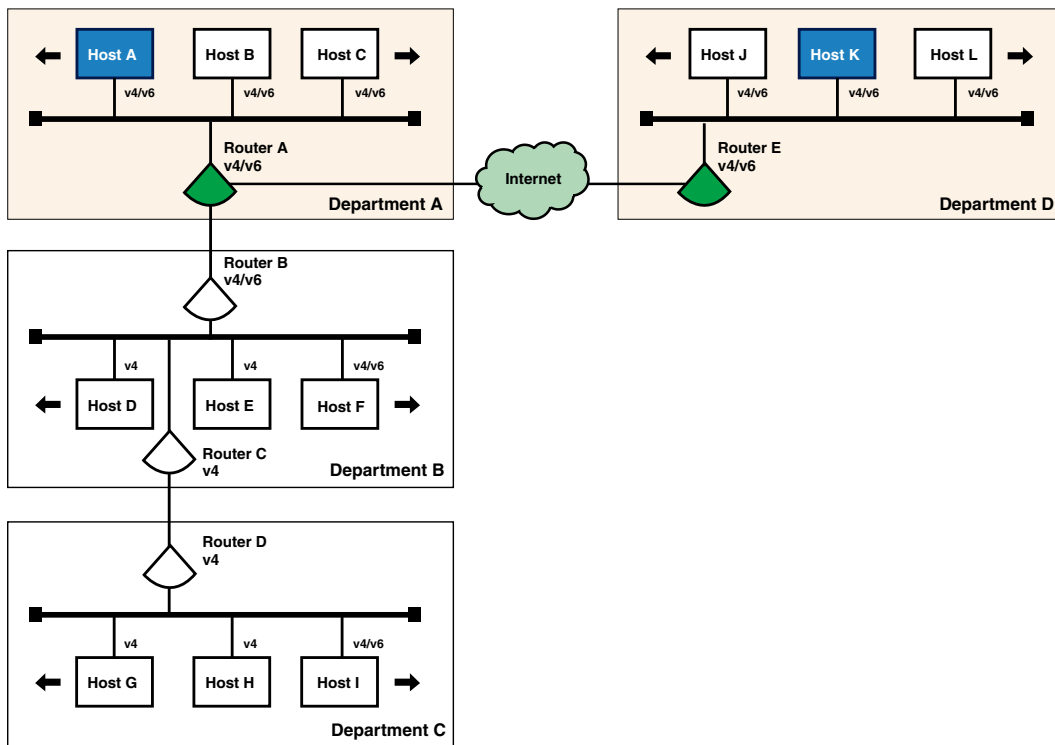 Host A
Host B
Host C
v4/v6
v4/v6
v4/v6
Router A
v4/v6
Department A
Internet
Host J
Host K
Host L
v4/v6
v4/v6
v4/v6
Router E
v4/v6
Department D
Router B
v4/v6
v4
v4
v4/v6
Host D
Host E
Host F
Router C
v4
Department B
Router D
v4
v4
v4
v4/v6
Host G
Host H
Host I
Department C